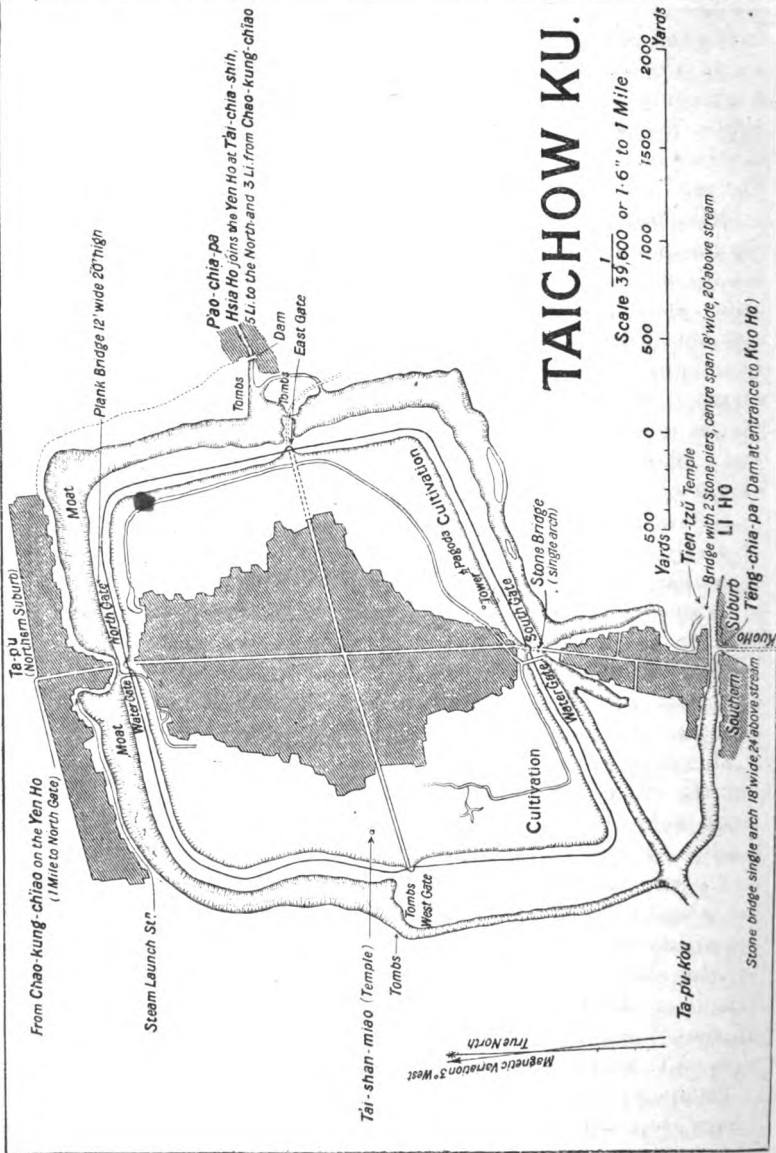 TAICHOW KU.
Scale 1/39,600 or 1·6" to 1 Mile
Yards 500 0 500 1000 1500 2000 Yards
From Chao-kung-ch'iao on the Yen Ho
(1 Mile to North Gate)
Ta-p'u
(Northern Suburb)
Plank Bridge 12' wide 20" high
P'ao-chia-pa
Hsia Ho joins the Yen Ho at T'ai-chia-shih,
5 Li. to the North and 3 Li. from Chao-kung-chiao
Dam
East Gate
Tombs
Tombs
Moat
North Gate
Water Gate
Moat
Steam Launch Stn.
T'ai-shan-miao (Temple)
Tombs
Tombs
West Gate
Cultivation
Cultivation
Pagoda
Tower
South Gate
Water Gate
Stone Bridge
(single arch)
Tien-tzŭ Temple
Bridge with 2 Stone piers, centre span 18' wide, 20' above stream
LI HO
Southern Suburb
Kuo Ho
Têng-chia-pa (Dam at entrance to Kuo Ho)
Stone bridge single arch 18' wide, 24' above stream
Ta-p'u-k'ou
Magnetic Variation 3° West
True North